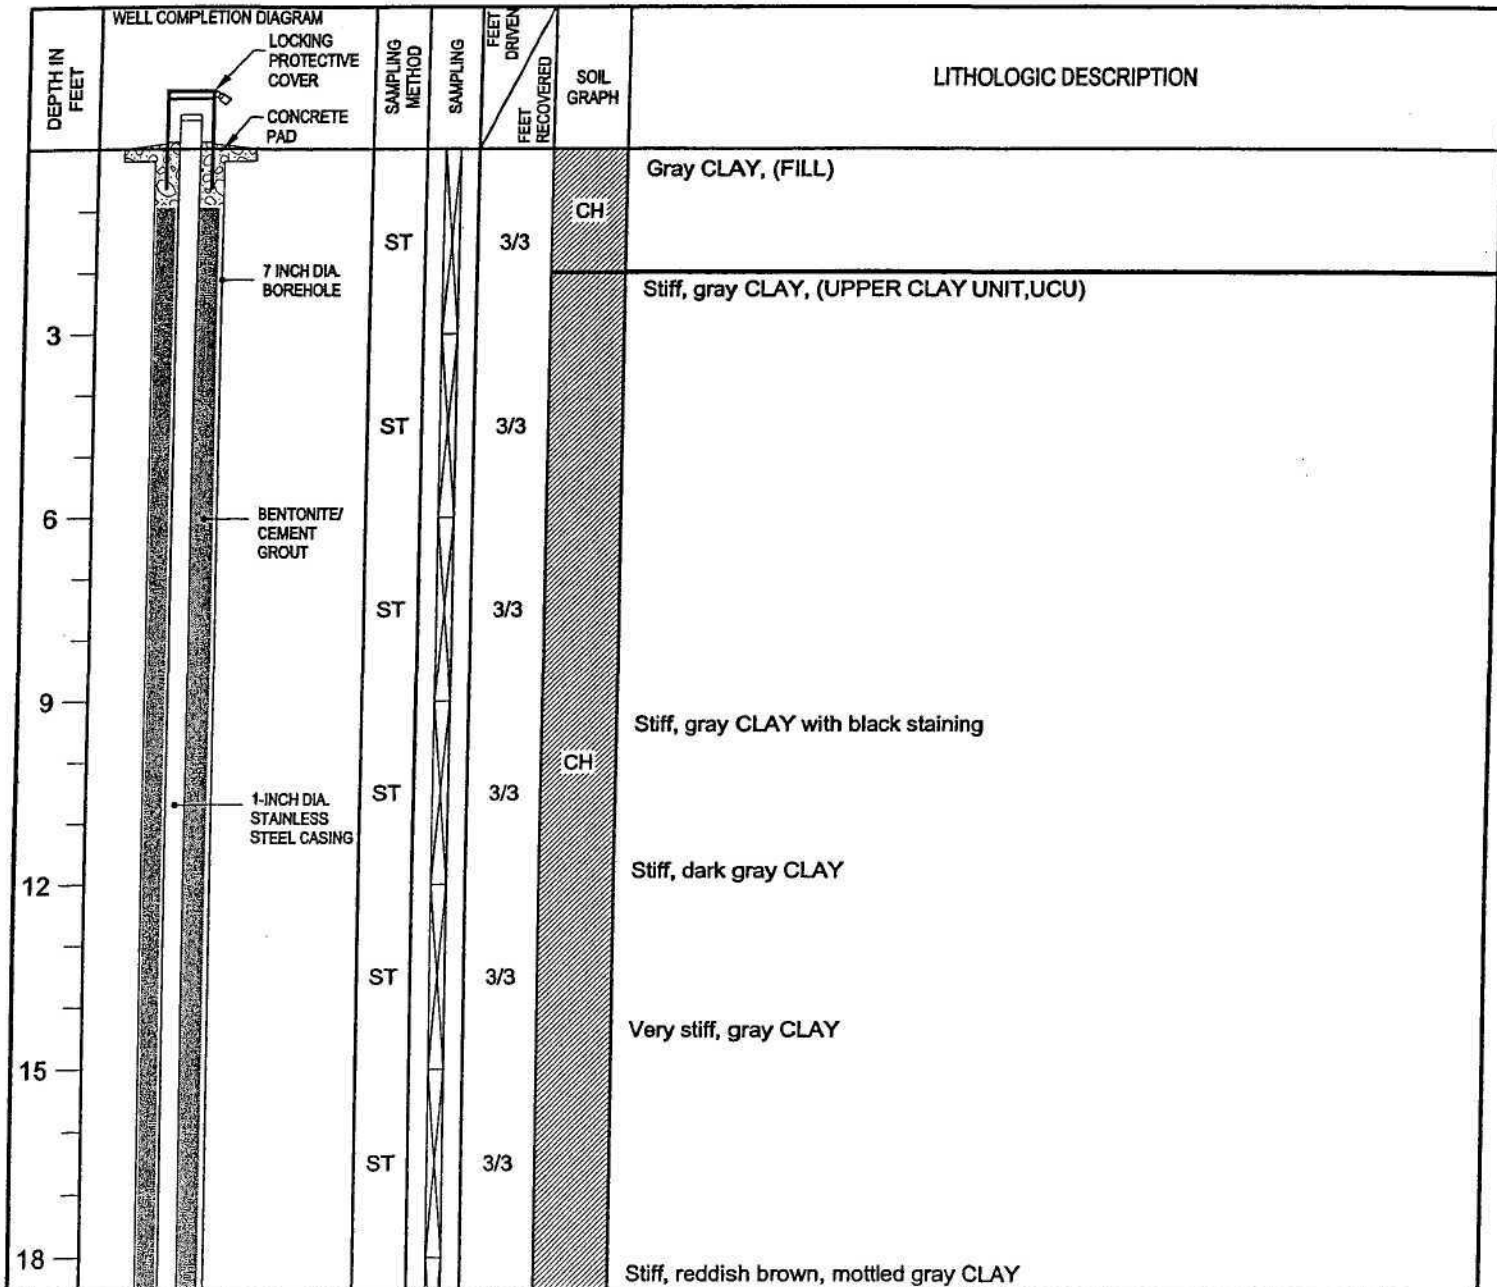 WELL COMPLETION DIAGRAM
DEPTH IN
FEET
LOCKING
PROTECTIVE
COVER
CONCRETE
PAD
SAMPLING
METHOD
SAMPLING
FEET
DRIVEN
FEET
RECOVERED
SOIL
GRAPH
LITHOLOGIC DESCRIPTION
Gray CLAY, (FILL)
CH
ST
3/3
7 INCH DIA.
BOREHOLE
Stiff, gray CLAY, (UPPER CLAY UNIT,UCU)
3
ST
3/3
6
BENTONITE/
CEMENT
GROUT
ST
3/3
9
Stiff, gray CLAY with black staining
CH
1-INCH DIA.
STAINLESS
STEEL CASING
ST
3/3
Stiff, dark gray CLAY
12
ST
3/3
Very stiff, gray CLAY
15
ST
3/3
18
Stiff, reddish brown, mottled gray CLAY